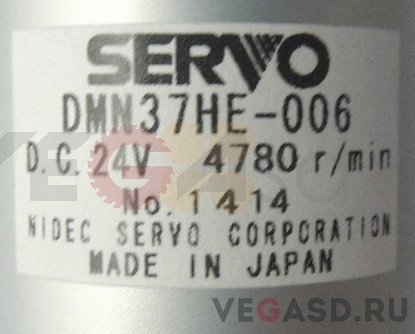 SERVO
DMN37HE-006
D.C.24V 4780 r/min
No.1414
NIDEC SERVO CORPORATION
MADE IN JAPAN
VEGASD.RU